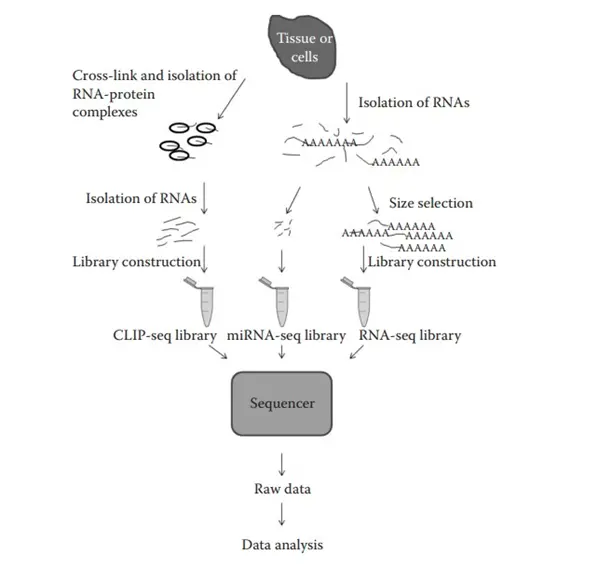 Tissue or
cells
Cross-link and isolation of
RNA-protein
complexes
Isolation of RNAs
AAAAAAA
AAAAAA
Isolation of RNAs
Size selection
AAAAAA
AAAAAA
AAAAAA
AAAAAA
Library construction
Library construction
CLIP-seq library
miRNA-seq library
RNA-seq library
Sequencer
Raw data
Data analysis